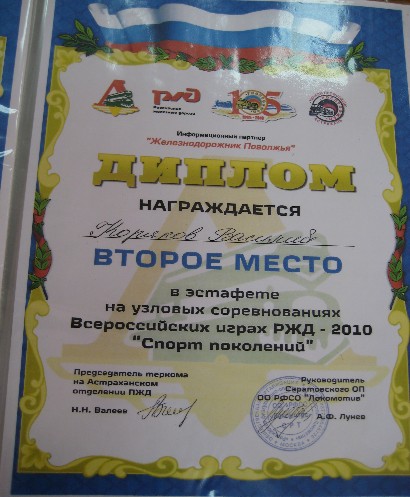 РЖД
105
Информационный партнер
"Железнодорожник Поволжья"
ДИПЛОМ
НАГРАЖДАЕТСЯ
ВТОРОЕ МЕСТО
в эстафете
на узловых соревнованиях
Всероссийских играх РЖД - 2010
"Спорт поколений"
Председатель теркома
на Астраханском
отделении ПЖД
Н.Н. Валеев
Руководитель
Саратовского ОП
ОО РФСО "Локомотив"
А.Ф. Лунев